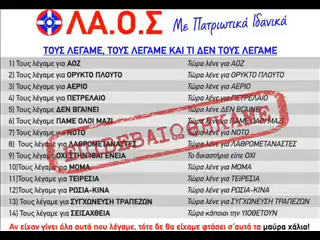 ΛΑ.Ο.Σ Με Πατριωτικά Ιδανικά
ΤΟΥΣ ΛΕΓΑΜΕ, ΤΟΥΣ ΛΕΓΑΜΕ ΚΑΙ ΤΙ ΔΕΝ ΤΟΥΣ ΛΕΓΑΜΕ
1) Τους λέγαμε για ΑΟΖ Τώρα λένε για ΑΟΖ
2) Τους λέγαμε για ΟΡΥΚΤΟ ΠΛΟΥΤΟ Τώρα λένε για ΟΡΥΚΤΟ ΠΛΟΥΤΟ
3) Τους λέγαμε για ΑΕΡΙΟ Τώρα λένε για ΑΕΡΙΟ
4) Τους λέγαμε για ΠΕΤΡΕΛΑΙΟ Τώρα λένε για ΠΕΤΡΕΛΑΙΟ
5) Τους λέγαμε ΔΕΝ ΒΓΑΙΝΕΙ Τώρα λένε ΔΕΝ ΒΓΑΙΝΕΙ
6) Τους λέγαμε ΠΑΜΕ ΟΛΟΙ ΜΑΖΙ Τώρα λένε ΠΑΜΕ ΟΛΟΙ ΜΑΖΙ
7) Τους λέγαμε για ΝΟΤΟ Τώρα λένε για ΝΟΤΟ
8) Τους λέγαμε για ΛΑΘΡΟΜΕΤΑΝΑΣΤΕΣ Τώρα λένε για ΛΑΘΡΟΜΕΤΑΝΑΣΤΕΣ
9) Τους λέγαμε ΟΧΙ ΣΤΗΝ ΙΘΑΓΕΝΕΙΑ Το δικαστήριο είπε ΟΧΙ
10)Τους λέγαμε για ΜΟΜΑ Τώρα λένε για ΜΟΜΑ
11)Τους λέγαμε για ΤΕΙΡΕΣΙΑ Τώρα λένε για ΤΕΙΡΕΣΙΑ
12)Τους λέγαμε για ΡΩΣΙΑ-ΚΙΝΑ Τώρα λένε για ΡΩΣΙΑ-ΚΙΝΑ
13)Τους λέγαμε για ΣΥΓΧΩΝΕΥΣΗ ΤΡΑΠΕΖΩΝ Τώρα λένε για ΣΥΓΧΩΝΕΥΣΗ ΤΡΑΠΕΖΩΝ
14)Τους λέγαμε για ΣΕΙΣΑΧΘΕΙΑ Τώρα κάποιοι την ΥΙΟΘΕΤΟΥΝ
ΕΠΙΒΕΒΑΙΩΘΗΚΑΜΕ
Αν είχαν γίνει όλα αυτά που λέγαμε, τότε δε θα είχαμε φτάσει σ΄αυτά τα μαύρα χάλια!